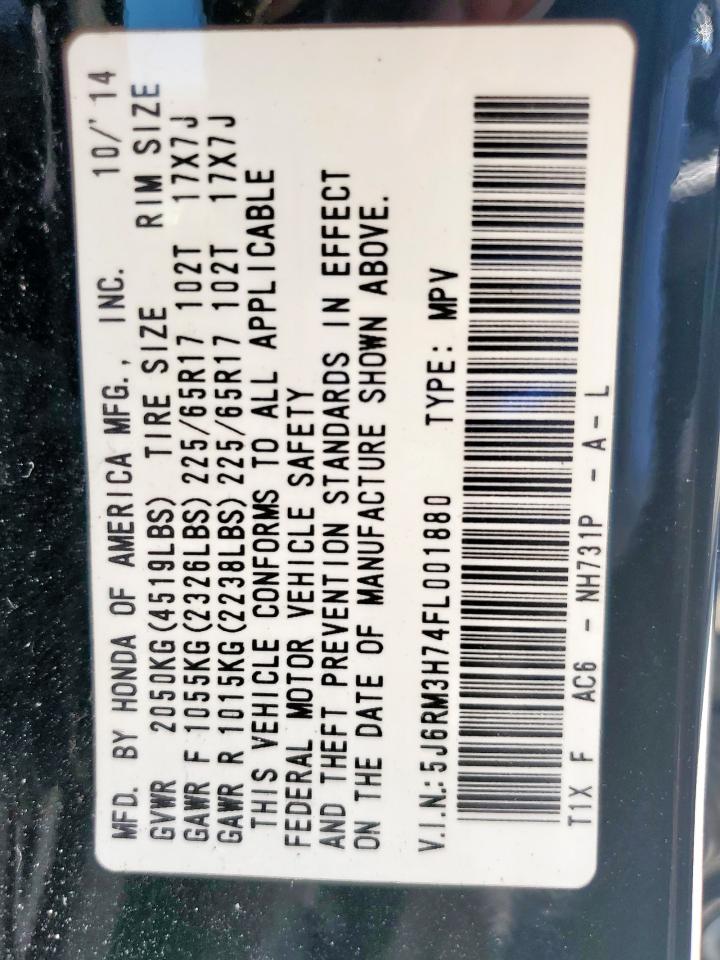 MFD. BY HONDA OF AMERICA MFG., INC. 10/'14
GVWR 2050KG(4519LBS) TIRE SIZE RIM SIZE
GAWR F 1055KG(2326LBS) 225/65R17 102T 17X7J
GAWR R 1015KG(2238LBS) 225/65R17 102T 17X7J
THIS VEHICLE CONFORMS TO ALL APPLICABLE
FEDERAL MOTOR VEHICLE SAFETY
AND THEFT PREVENTION STANDARDS IN EFFECT
ON THE DATE OF MANUFACTURE SHOWN ABOVE.
V.I.N.: 5J6RM3H74FL001880 TYPE: MPV
T1X F AC6 - NH731P - A - L